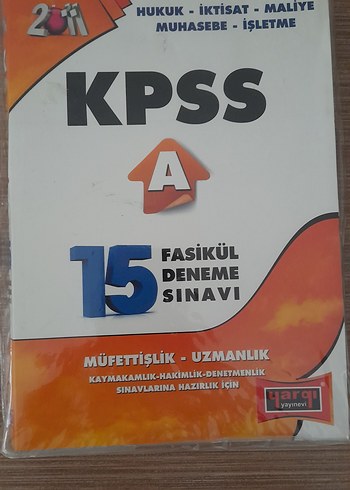 2011
HUKUK - İKTİSAT - MALİYE
MUHASEBE - İŞLETME
KPSS
A
15
FASİKÜL
DENEME
SINAVI
MÜFETTİŞLİK - UZMANLIK
KAYMAKAMLIK-HAKİMLİK-DENETMENLİK
SINAVLARINA HAZIRLIK İÇİN
yargı
yayınevi